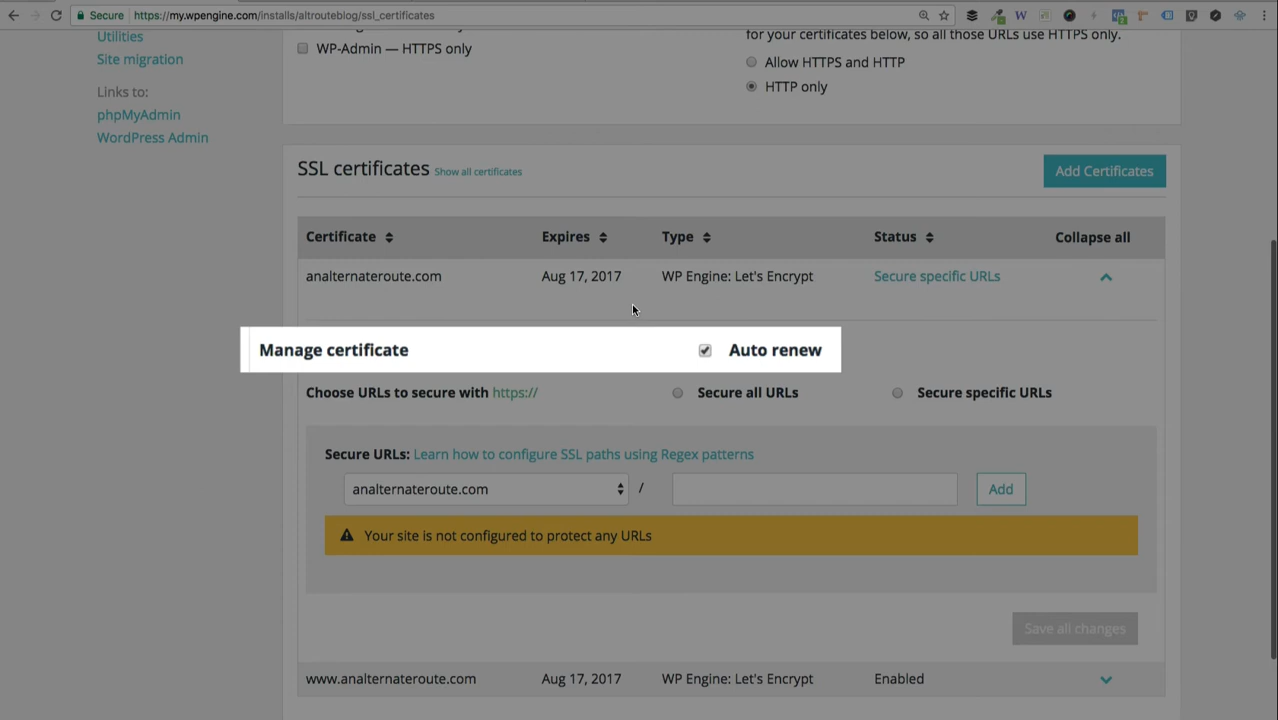 Secure https://my.wpengine.com/installs/altrouteblog/ssl_certificates
Utilities
Site migration
Links to:
phpMyAdmin
WordPress Admin
WP-Admin — HTTPS only
for your certificates below, so all those URLs use HTTPS only.
Allow HTTPS and HTTP
HTTP only
SSL certificates Show all certificates
Add Certificates
Certificate Expires Type Status Collapse all
analternateroute.com Aug 17, 2017 WP Engine: Let's Encrypt Secure specific URLs
Manage certificate Auto renew
Choose URLs to secure with https:// Secure all URLs Secure specific URLs
Secure URLs: Learn how to configure SSL paths using Regex patterns
analternateroute.com / Add
Your site is not configured to protect any URLs
Save all changes
www.analternateroute.com Aug 17, 2017 WP Engine: Let's Encrypt Enabled